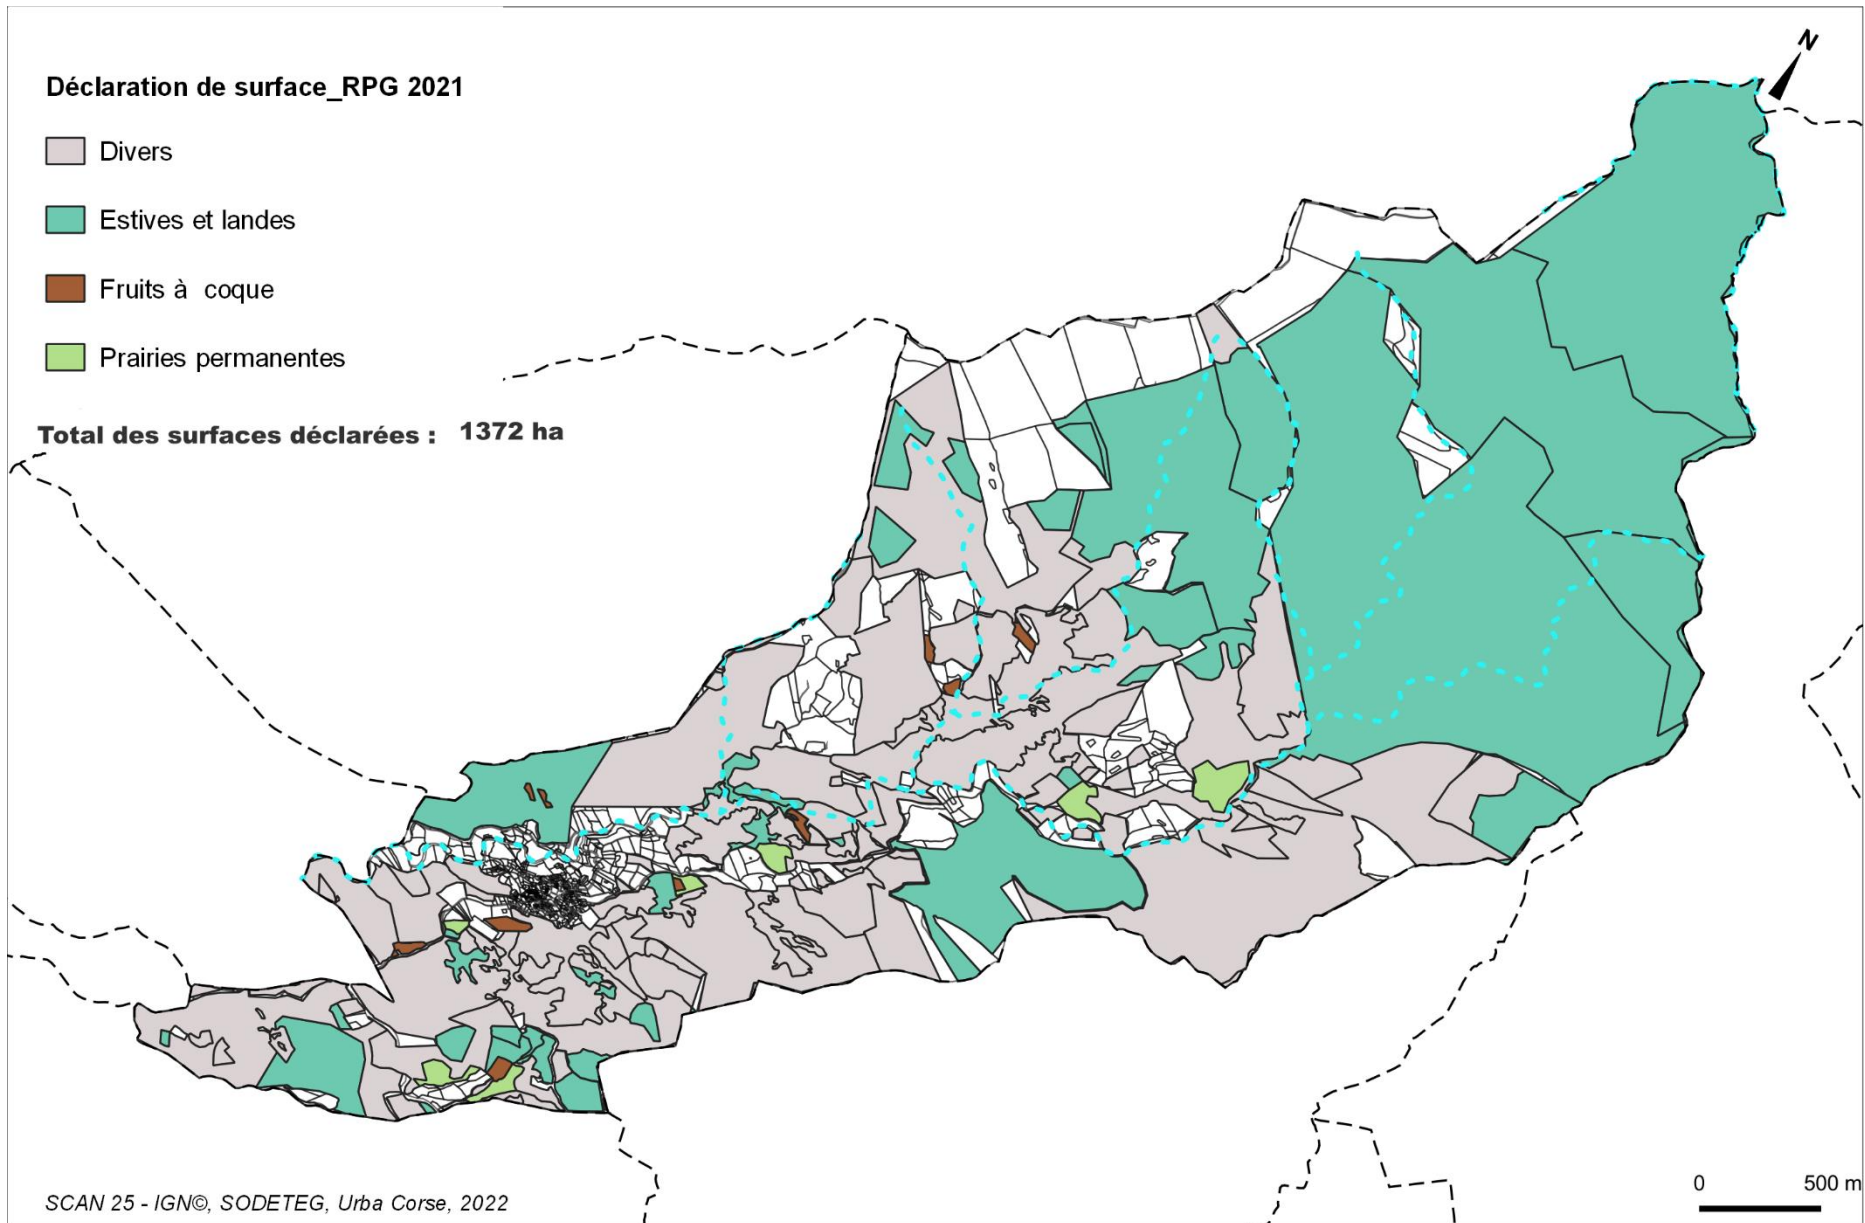 N
Déclaration de surface_RPG 2021
Divers
Estives et landes
Fruits à coque
Prairies permanentes
Total des surfaces déclarées : 1372 ha
SCAN 25 - IGN©, SODETEG, Urba Corse, 2022
0 500 m